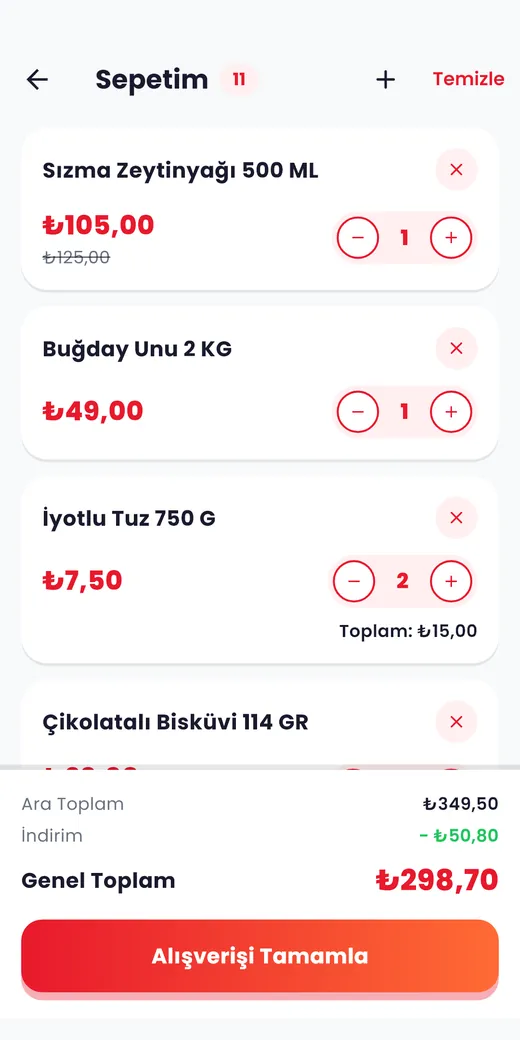 Sepetim 11 Temizle
Sızma Zeytinyağı 500 ML
₺105,00
₺125,00
1
Buğday Unu 2 KG
₺49,00
1
İyotlu Tuz 750 G
₺7,50
2
Toplam: ₺15,00
Çikolatalı Bisküvi 114 GR
Ara Toplam ₺349,50
İndirim - ₺50,80
Genel Toplam ₺298,70
Alışverişi Tamamla